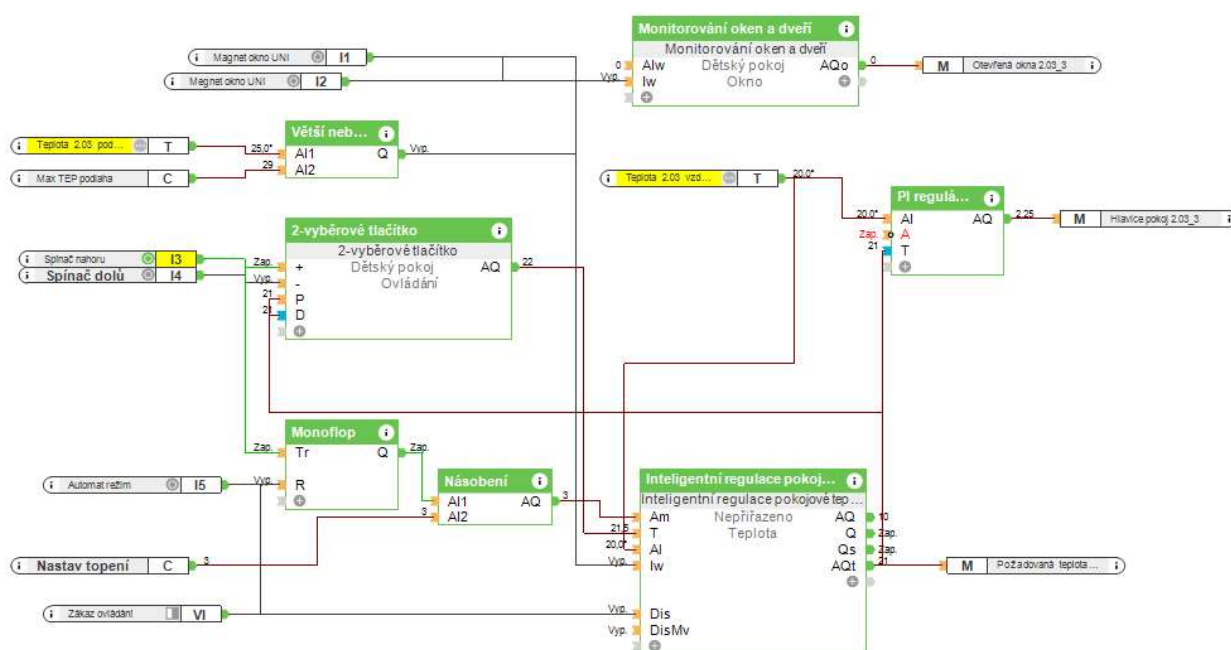 Monitorování oken a dveří i
Monitorování oken a dveří
0 AIw Dětský pokoj AQo 0
Vyp. Iw Okno
M Otevřená okna 2.03_3 i
i Magnet okno UNI I1
i Megnet okno UNI I2
Větší neb... i
i Teplota 2.03 pod... T 25,0° AI1 Q Vyp.
i Max TEP podlaha C 29 AI2
i Teplota 2.03 vzd... T 20,0°
PI regulá... i
20,0° AI AQ 2,25
Zap. A
21 T
M Hlavice pokoj 2.03_3 i
2-vyběrové tlačítko i
2-vyběrové tlačítko
i Spínač nahoru I3 Zap. + Dětský pokoj AQ 22
i Spínač dolů I4 Vyp. - Ovládání
21 P
21 D
Monoflop i
Zap. Tr Q Zap.
i Automat režim I5 Vyp. R
Násobení i
AI1 AQ 3
3 AI2
i Nastav topení C 3
i Zákaz ovládání VI
Inteligentní regulace pokoj... i
Inteligentní regulace pokojové tep...
Am Nepřiřazeno AQ 10
21,5 T Teplota Q Zap.
20,0° AI Qs Zap.
Vyp. Iw AQt 21
M Požadovaná teplota... i
Vyp. Dis
Vyp. DisMv